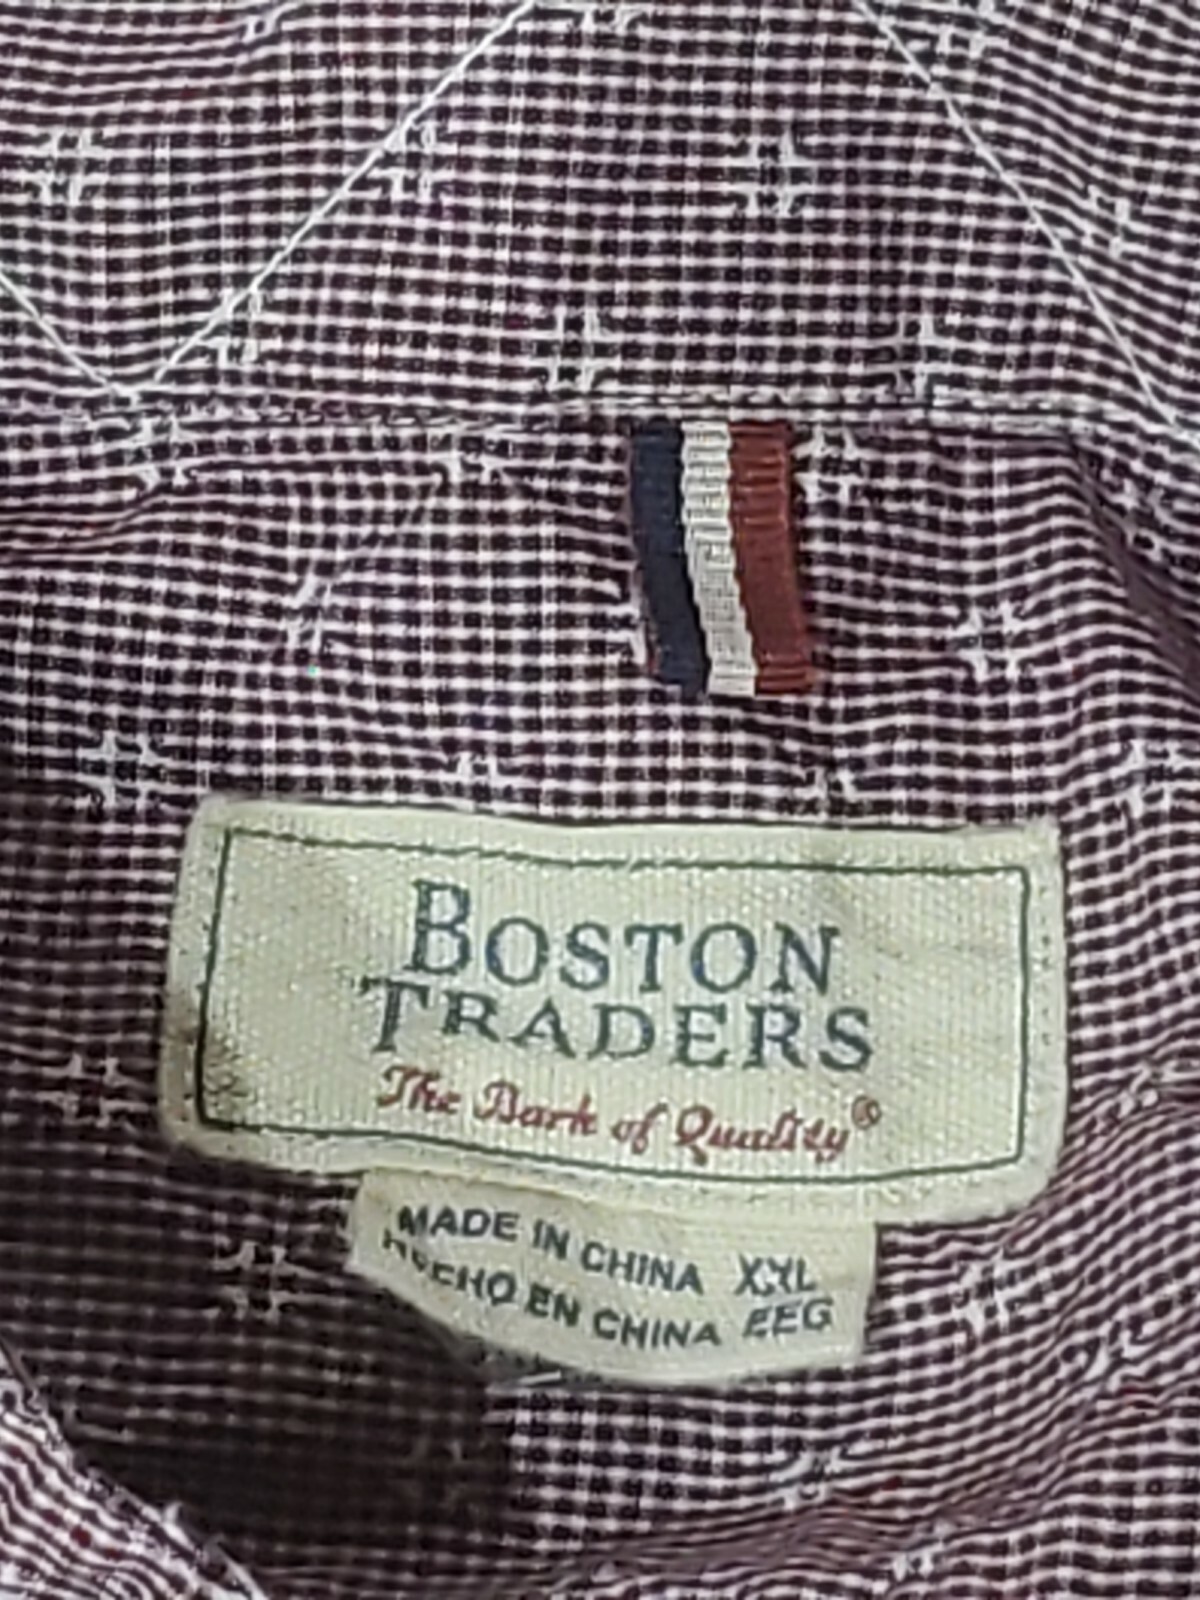 BOSTON
TRADERS
The Bark of Quality®
MADE IN CHINA XXL
HECHO EN CHINA EEG